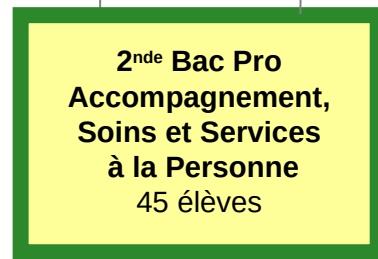 2nde Bac Pro
Accompagnement,
Soins et Services
à la Personne
45 élèves